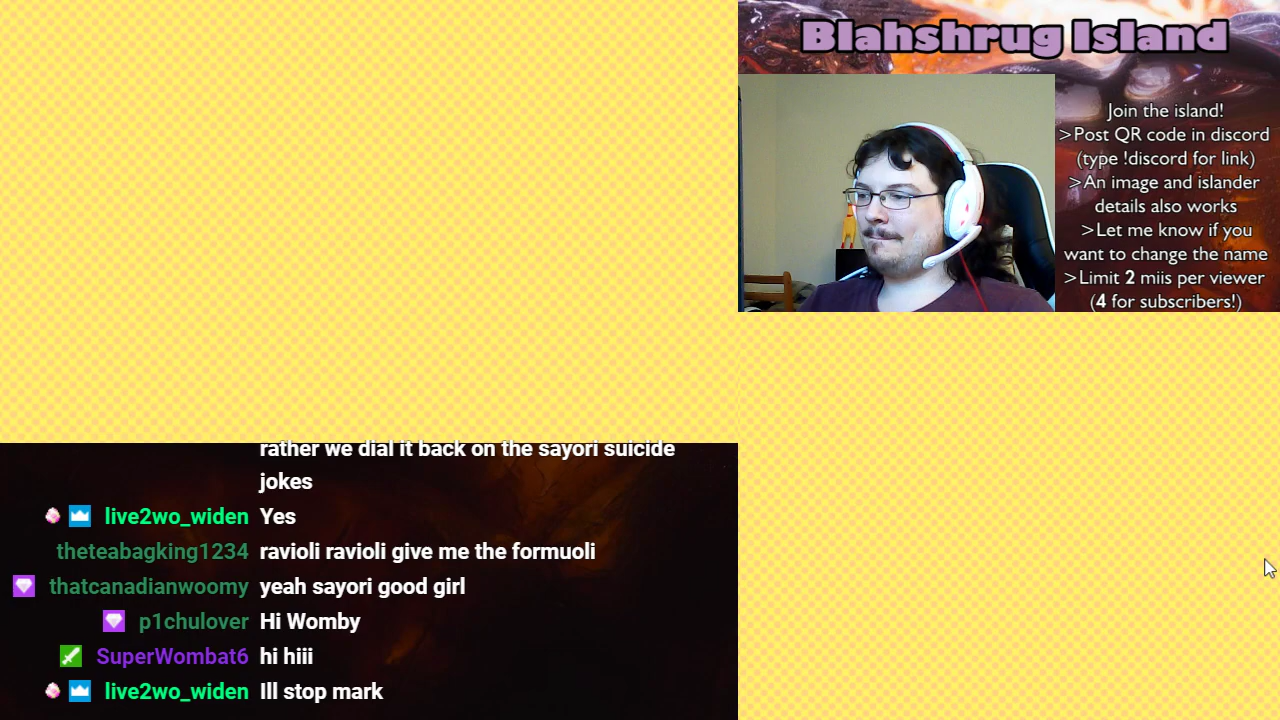 Blahshrug Island
Join the island!
>Post QR code in discord
(type !discord for link)
>An image and islander
details also works
>Let me know if you
want to change the name
>Limit 2 miis per viewer
(4 for subscribers!)
rather we dial it back on the sayori suicide
jokes
live2wo_widen Yes
theteabagking1234 ravioli ravioli give me the formuoli
thatcanadianwoomy yeah sayori good girl
p1chulover Hi Womby
SuperWombat6 hi hiii
live2wo_widen Ill stop mark